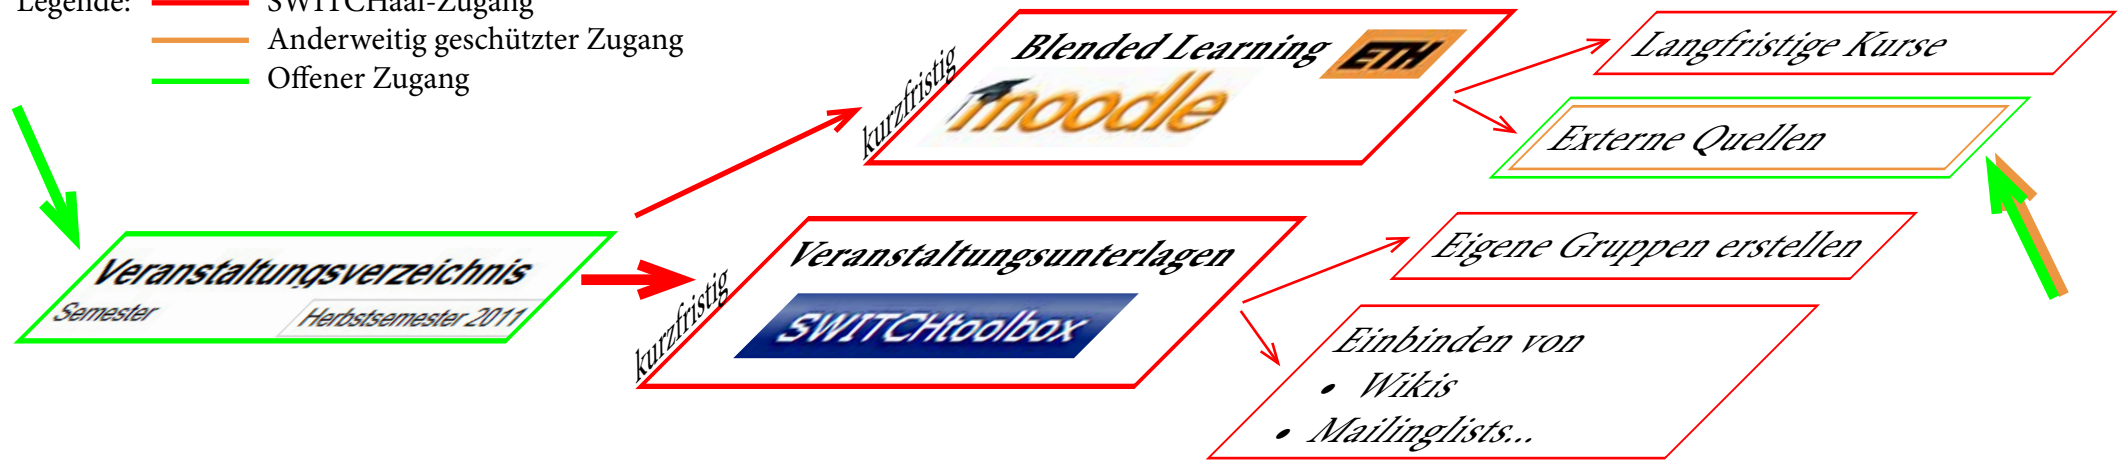 Legende: SWITCHaai-Zugang
Anderweitig geschützter Zugang
Offener Zugang
kurzfristig
Blended Learning
ETH
moodle
Langfristige Kurse
Externe Quellen
Veranstaltungsverzeichnis
Semester
Herbstsemester 2011
kurzfristig
Veranstaltungsunterlagen
SWITCHtoolbox
Eigene Gruppen erstellen
Einbinden von
• Wikis
• Mailinglists...